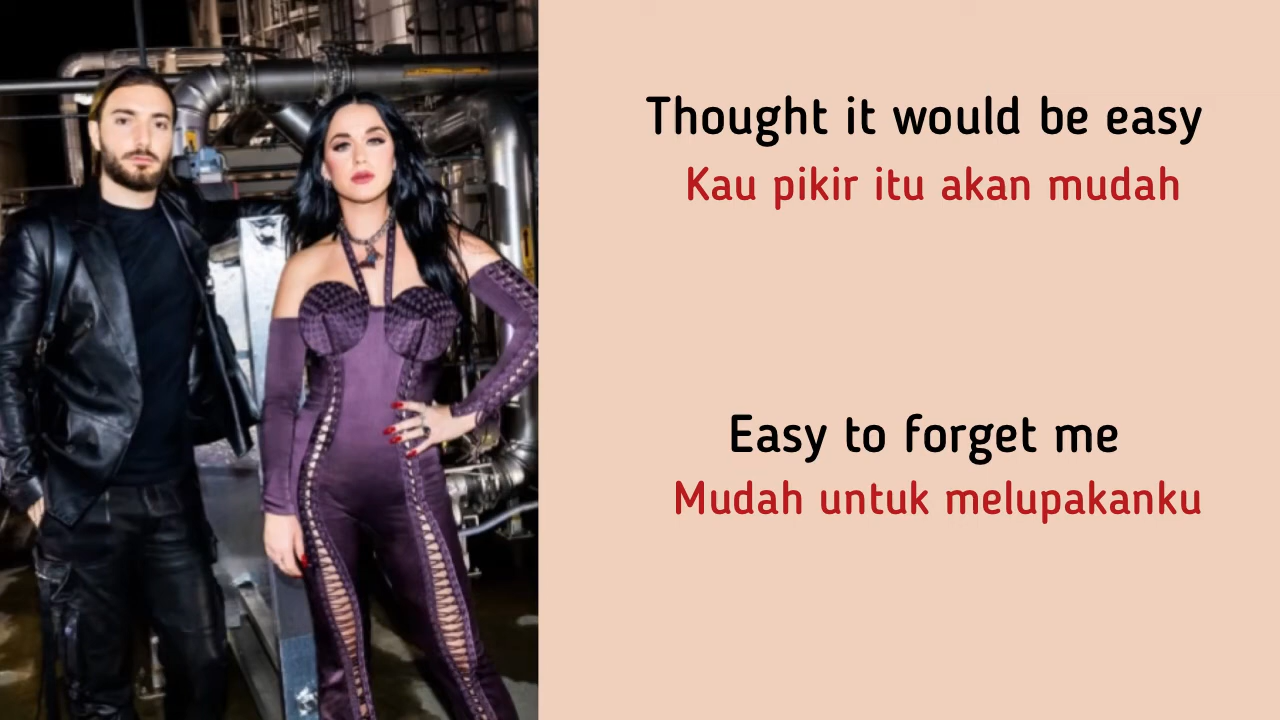 Thought it would be easy
Kau pikir itu akan mudah
Easy to forget me
Mudah untuk melupakanku